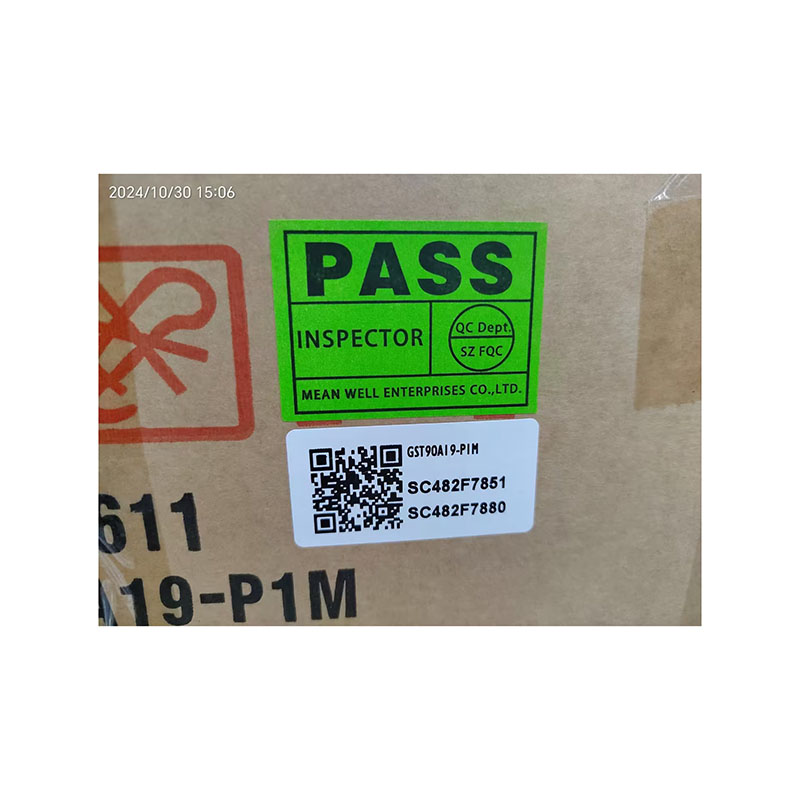 2024/10/30 15:06
PASS
INSPECTOR
QC Dept.
SZ FQC
MEAN WELL ENTERPRISES CO.,LTD.
GST90A19-P1M
SC482F7851
SC482F7880
611
A19-P1M